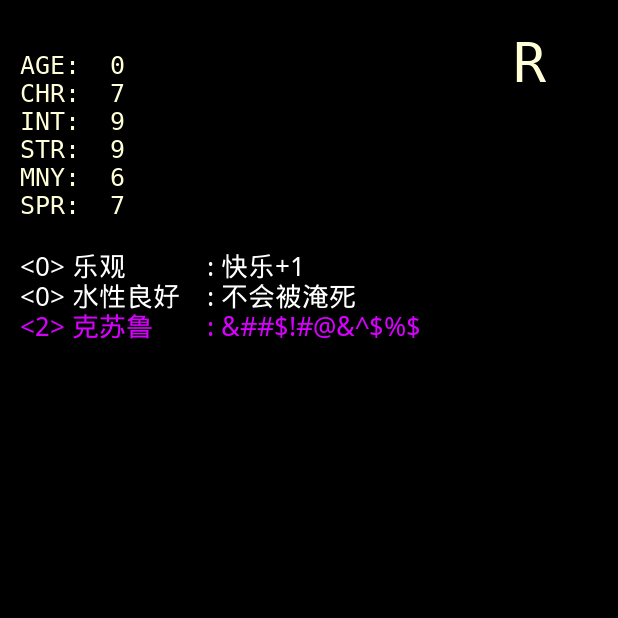 R
AGE: 0
CHR: 7
INT: 9
STR: 9
MNY: 6
SPR: 7
<0> 乐观 : 快乐+1
<0> 水性良好 : 不会被淹死
<2> 克苏鲁 : &##$!#@&^$%$